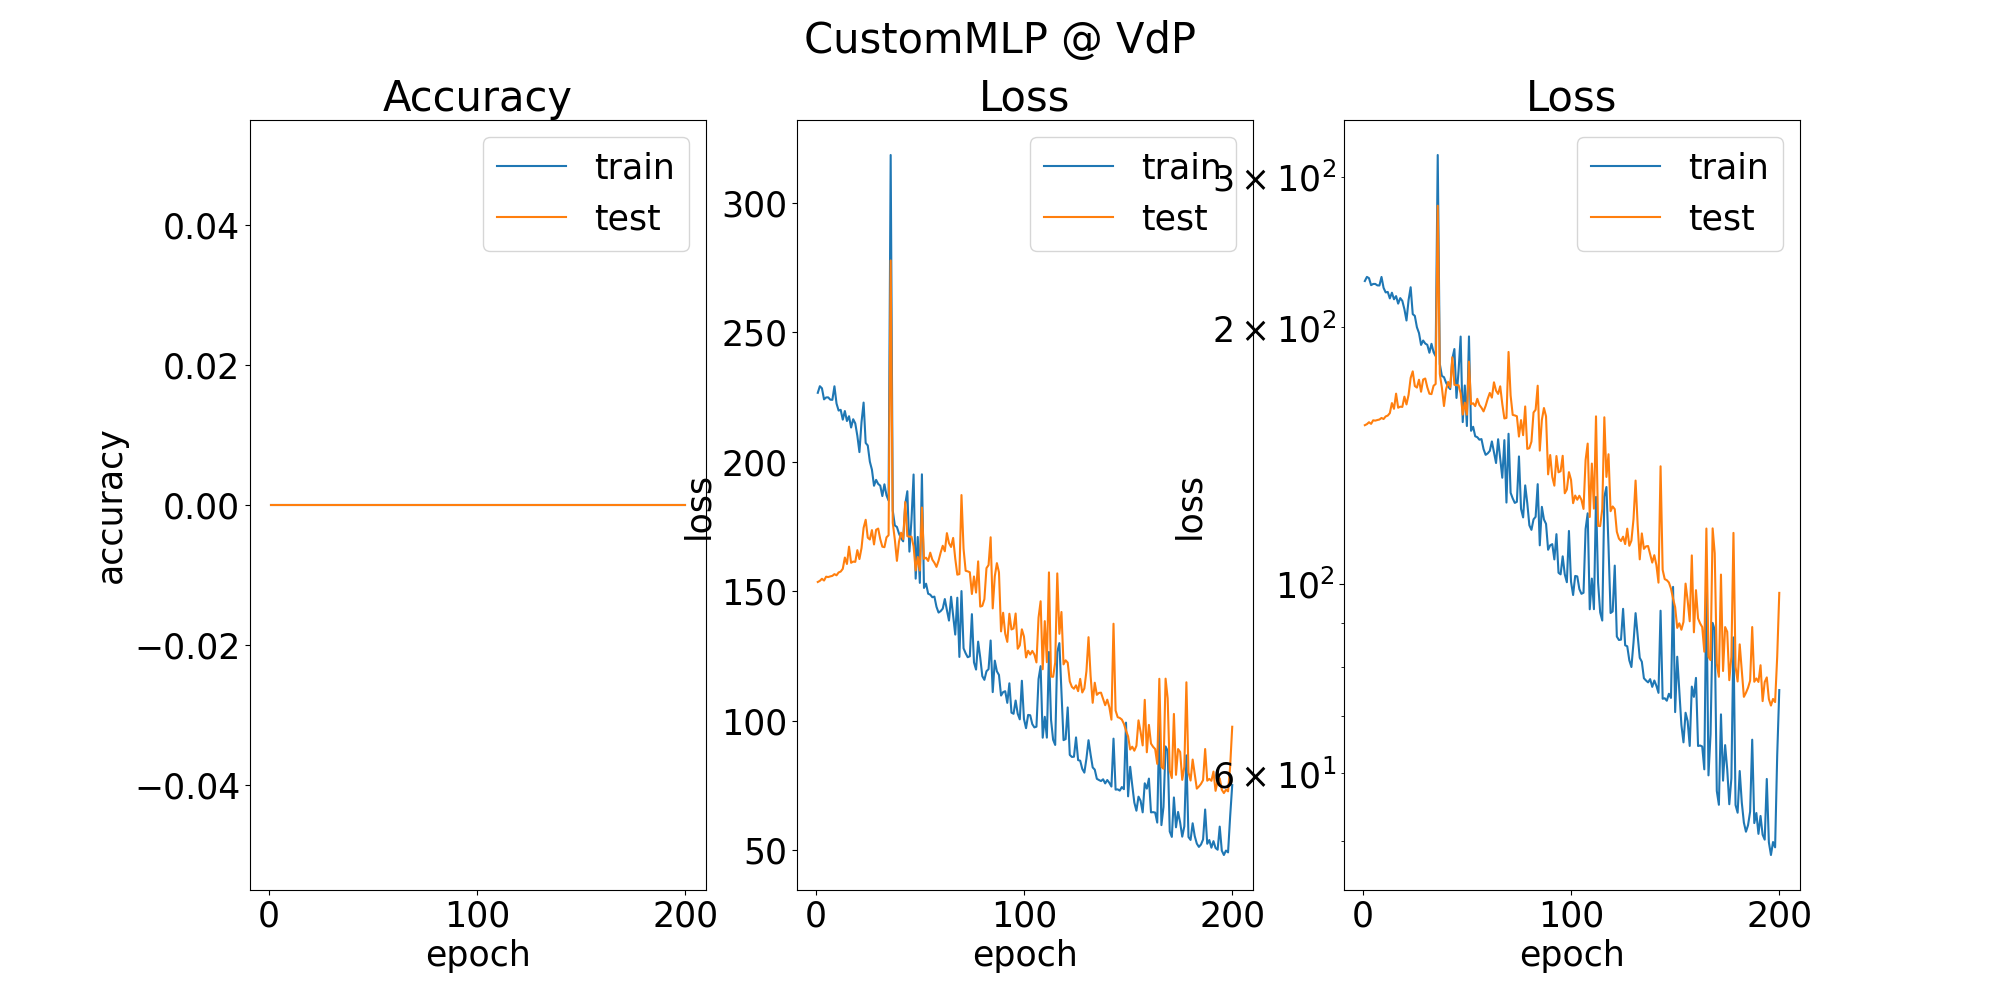 CustomMLP @ VdP
Accuracy
accuracy
0.04
0.02
0.00
−0.02
−0.04
train
test
0
100
200
epoch
Loss
loss
300
250
200
150
100
50
train
test
0
100
200
epoch
Loss
loss
3 × 10²
2 × 10²
10²
6 × 10¹
train
test
0
100
200
epoch